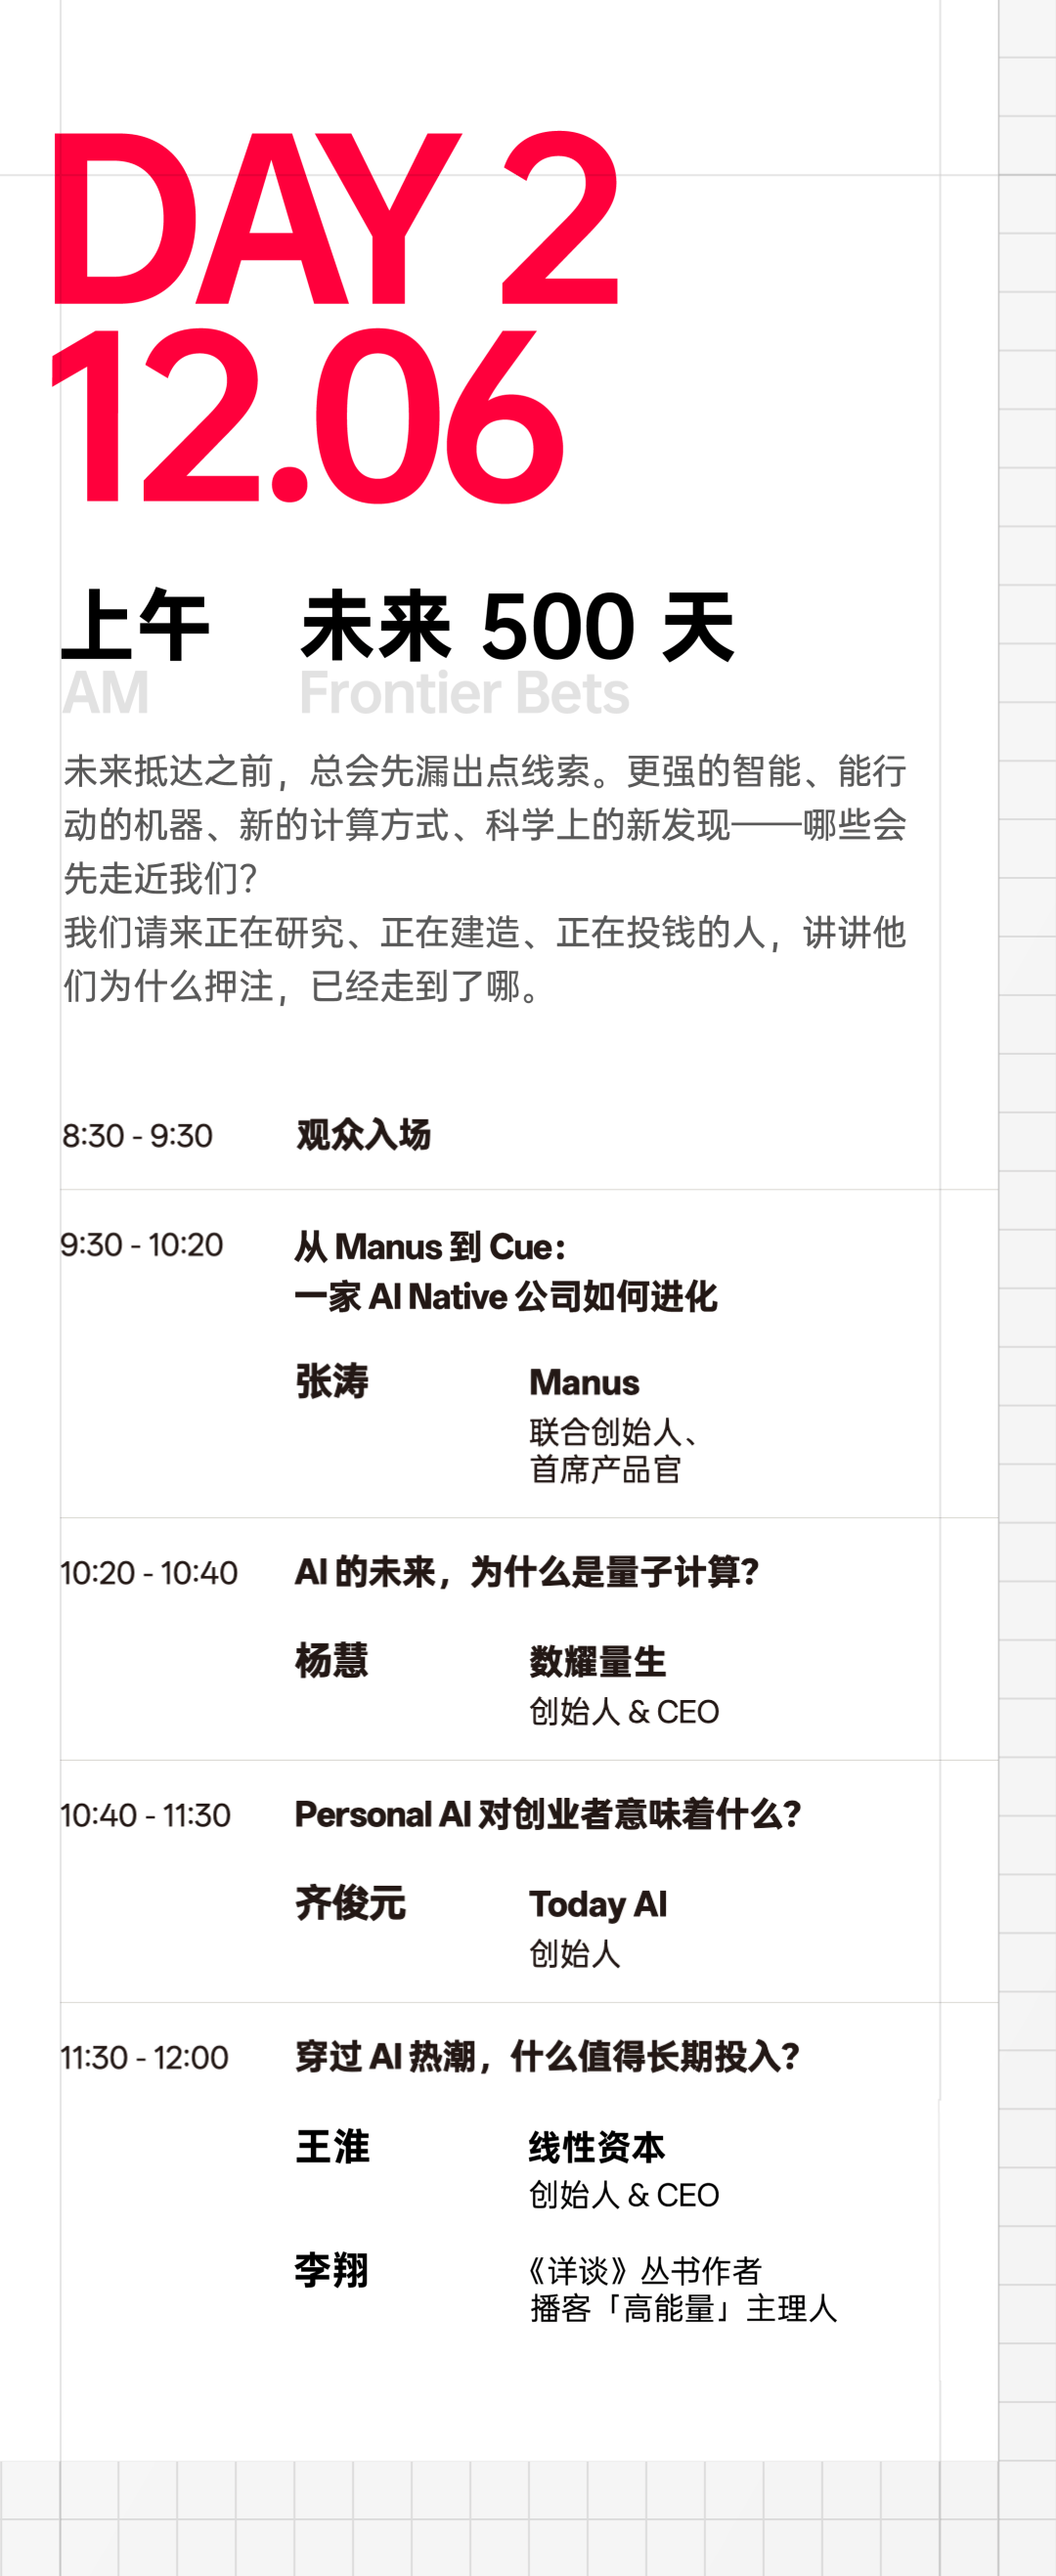 DAY 2
12.06
上午 未来 500 天
AM Frontier Bets
未来抵达之前，总会先漏出点线索。更强的智能、能行
动的机器、新的计算方式、科学上的新发现——哪些会
先走近我们？
我们请来正在研究、正在建造、正在投钱的人，讲讲他
们为什么押注，已经走到了哪。
8:30 - 9:30 观众入场
9:30 - 10:20 从 Manus 到 Cue：
一家 AI Native 公司如何进化
张涛 Manus
联合创始人、
首席产品官
10:20 - 10:40 AI 的未来，为什么是量子计算？
杨慧 数耀量生
创始人 & CEO
10:40 - 11:30 Personal AI 对创业者意味着什么？
齐俊元 Today AI
创始人
11:30 - 12:00 穿过 AI 热潮，什么值得长期投入？
王淮 线性资本
创始人 & CEO
李翔 《详谈》丛书作者
播客「高能量」主理人